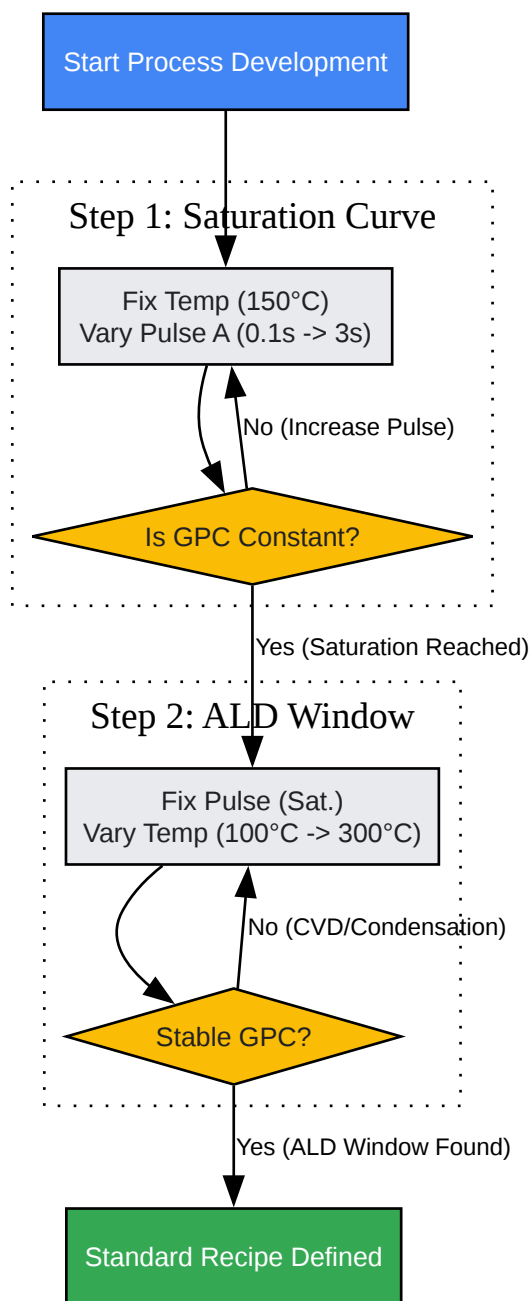 Start Process Development
Step 1: Saturation Curve
Fix Temp (150°C)
Vary Pulse A (0.1s -> 3s)
No (Increase Pulse)
Is GPC Constant?
Yes (Saturation Reached)
Step 2: ALD Window
Fix Pulse (Sat.)
Vary Temp (100°C -> 300°C)
No (CVD/Condensation)
Stable GPC?
Yes (ALD Window Found)
Standard Recipe Defined